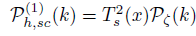 𝒫_{h,sc}^{(1)}(k) = T_s^2(x)𝒫_ζ(k)